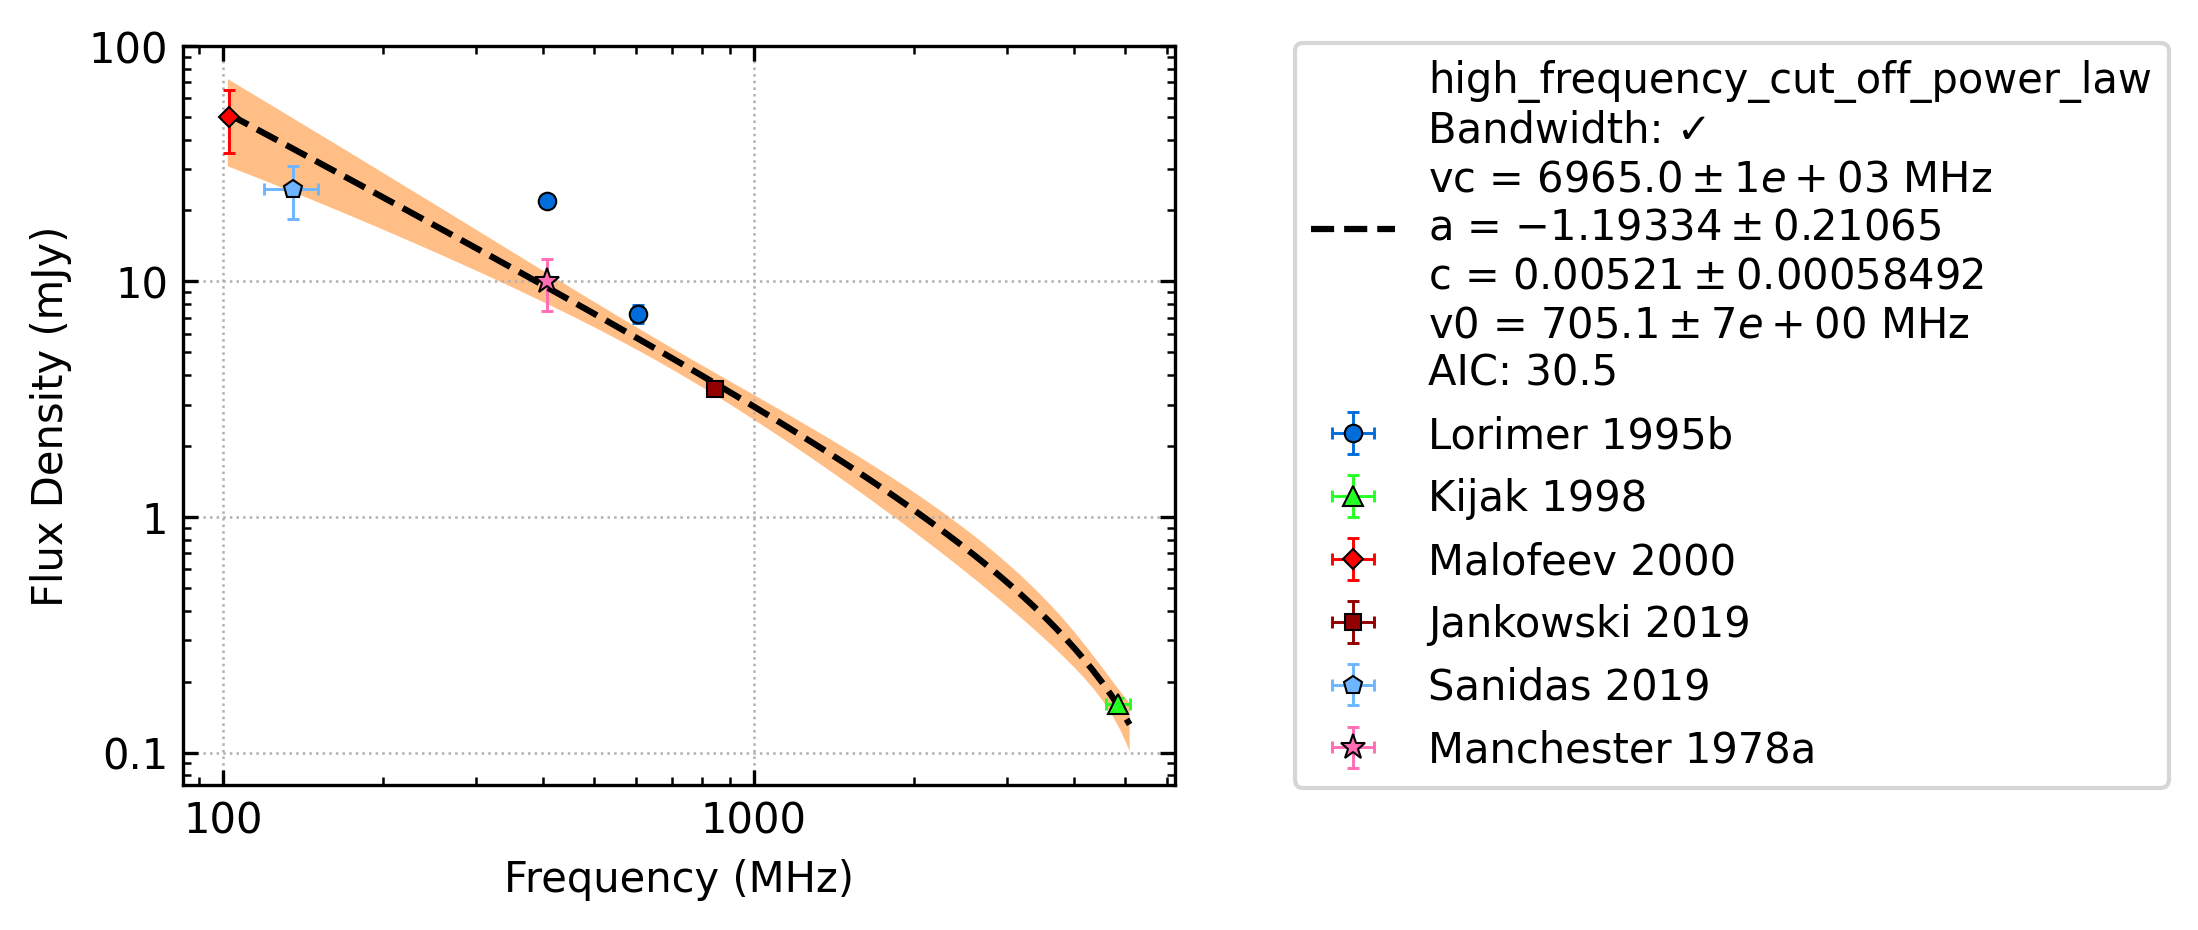 100
10
1
0.1
100
1000
Flux Density (mJy)
Frequency (MHz)
high_frequency_cut_off_power_law
Bandwidth: ✓
vc = 6965.0 ± 1e + 03 MHz
a = −1.19334 ± 0.21065
c = 0.00521 ± 0.00058492
v0 = 705.1 ± 7e + 00 MHz
AIC: 30.5
Lorimer 1995b
Kijak 1998
Malofeev 2000
Jankowski 2019
Sanidas 2019
Manchester 1978a